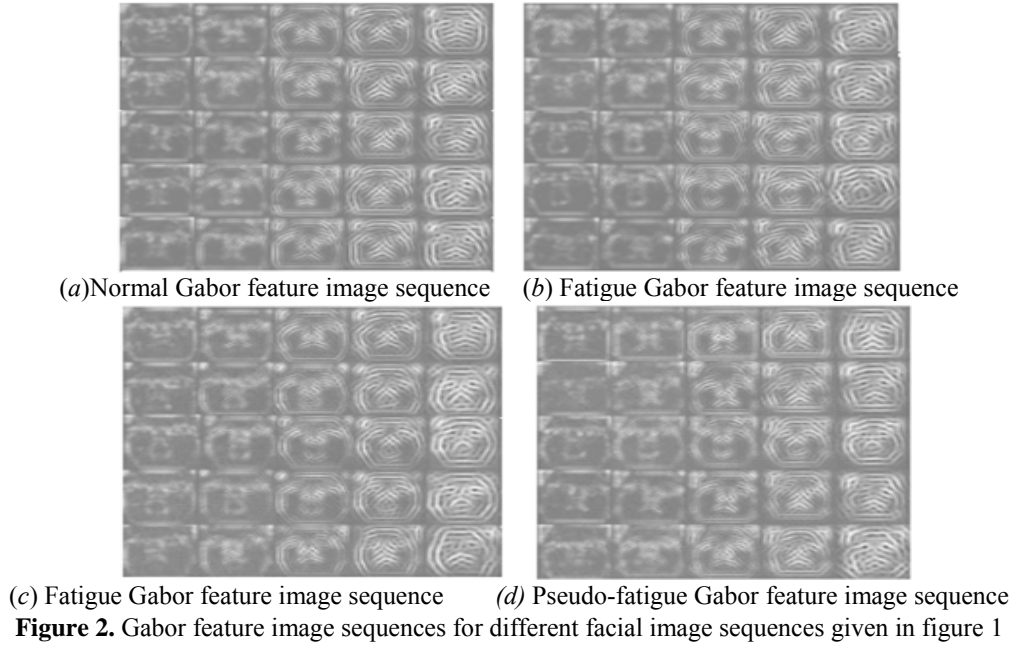 (a)Normal Gabor feature image sequence
(b) Fatigue Gabor feature image sequence
(c) Fatigue Gabor feature image sequence
(d) Pseudo-fatigue Gabor feature image sequence
Figure 2. Gabor feature image sequences for different facial image sequences given in figure 1